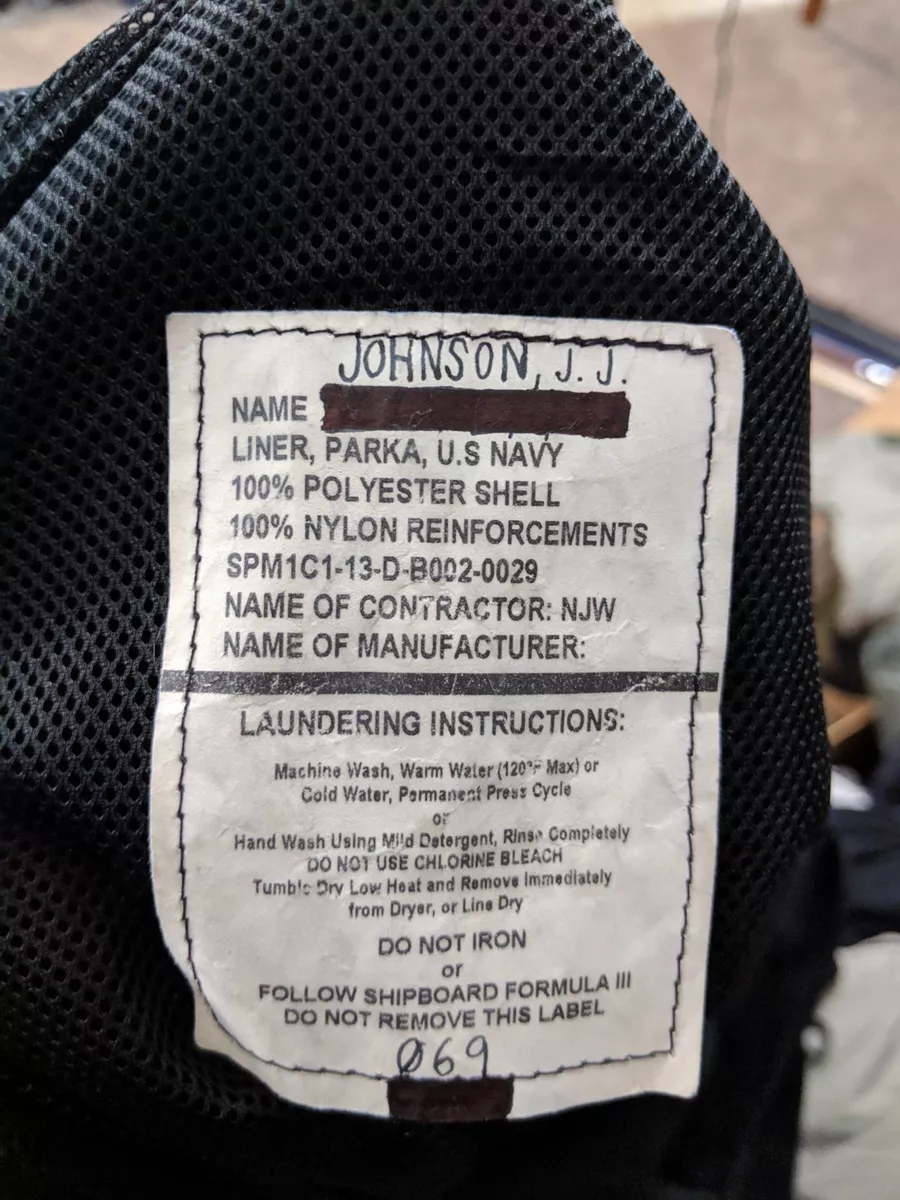 JOHNSON, J. J.
NAME
LINER, PARKA, U.S NAVY
100% POLYESTER SHELL
100% NYLON REINFORCEMENTS
SPM1C1-13-D-B002-0029
NAME OF CONTRACTOR: NJW
NAME OF MANUFACTURER:
LAUNDERING INSTRUCTIONS:
Machine Wash, Warm Water (120°F Max) or
Cold Water, Permanent Press Cycle
or
Hand Wash Using Mild Detergent, Rinse Completely
DO NOT USE CHLORINE BLEACH
Tumble Dry Low Heat and Remove Immediately
from Dryer, or Line Dry
DO NOT IRON
or
FOLLOW SHIPBOARD FORMULA III
DO NOT REMOVE THIS LABEL
Ø69